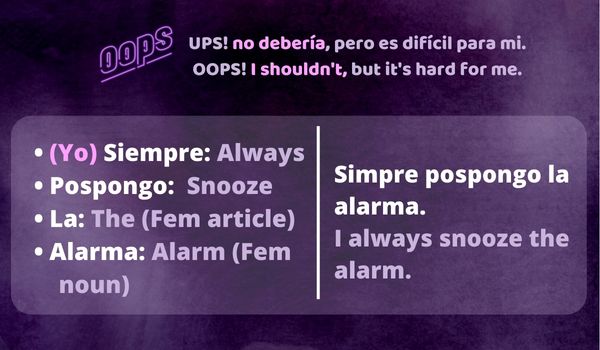 oops
UPS! no debería, pero es difícil para mi.
OOPS! I shouldn't, but it's hard for me.
• (Yo) Siempre: Always
• Pospongo: Snooze
• La: The (Fem article)
• Alarma: Alarm (Fem
noun)
Simpre pospongo la
alarma.
I always snooze the
alarm.